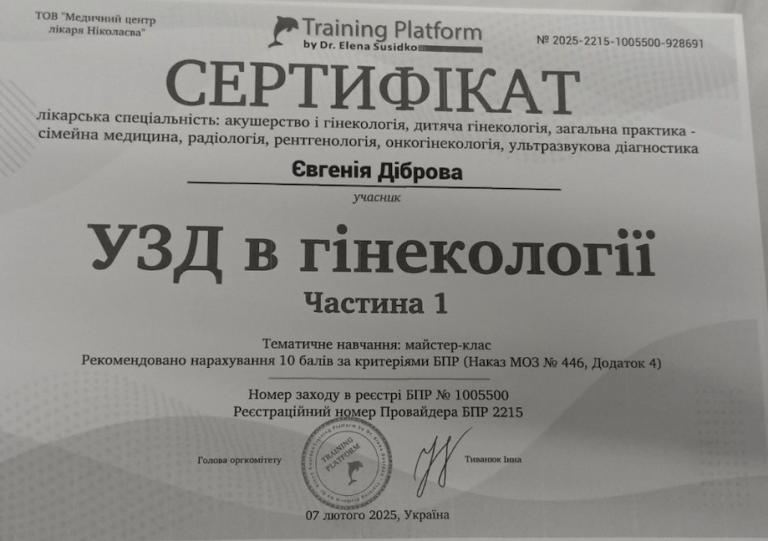 ТОВ "Медичний центр
лікаря Ніколаєва"
Training Platform
by Dr. Elena Susidko
№ 2025-2215-1005500-928691
СЕРТИФІКАТ
лікарська спеціальність: акушерство і гінекологія, дитяча гінекологія, загальна практика -
сімейна медицина, радіологія, рентгенологія, онкогінекологія, ультразвукова діагностика
Євгенія Діброва
учасник
УЗД в гінекології
Частина 1
Тематичне навчання: майстер-клас
Рекомендовано нарахування 10 балів за критеріями БПР (Наказ МОЗ № 446, Додаток 4)
Номер заходу в реєстрі БПР № 1005500
Реєстраційний номер Провайдера БПР 2215
Голова оргкомітету
TRAINING
PLATFORM
Тиванюк Інна
07 лютого 2025, Україна